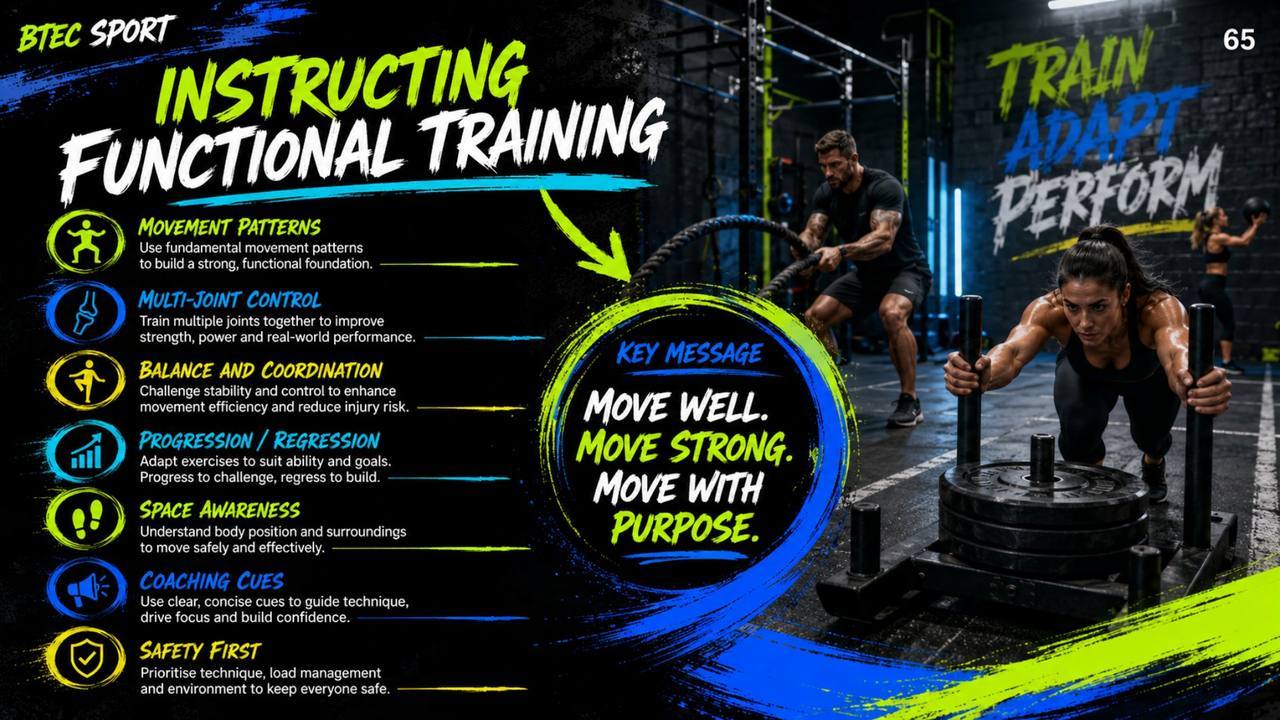 BTEC SPORT
65
INSTRUCTING
FUNCTIONAL TRAINING
TRAIN
ADAPT
PERFORM
MOVEMENT PATTERNS
Use fundamental movement patterns
to build a strong, functional foundation.
MULTI-JOINT CONTROL
Train multiple joints together to improve
strength, power and real-world performance.
BALANCE AND COORDINATION
Challenge stability and control to enhance
movement efficiency and reduce injury risk.
PROGRESSION / REGRESSION
Adapt exercises to suit ability and goals.
Progress to challenge, regress to build.
SPACE AWARENESS
Understand body position and surroundings
to move safely and effectively.
COACHING CUES
Use clear, concise cues to guide technique,
drive focus and build confidence.
SAFETY FIRST
Prioritise technique, load management
and environment to keep everyone safe.
KEY MESSAGE
MOVE WELL.
MOVE STRONG.
MOVE WITH
PURPOSE.